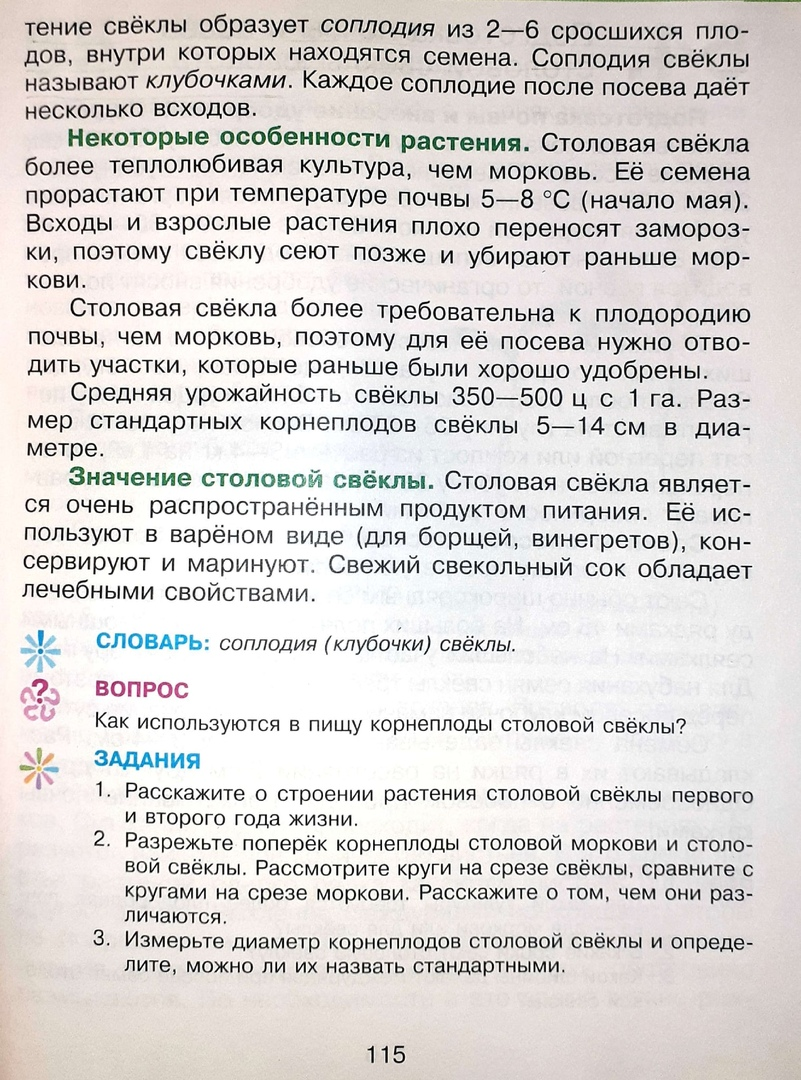 тение свёклы образует соплодия из 2—6 сросшихся пло-
дов, внутри которых находятся семена. Соплодия свёклы
называют клубочками. Каждое соплодие после посева даёт
несколько всходов.
Некоторые особенности растения. Столовая свёкла
более теплолюбивая культура, чем морковь. Её семена
прорастают при температуре почвы 5—8 °С (начало мая).
Всходы и взрослые растения плохо переносят замороз-
ки, поэтому свёклу сеют позже и убирают раньше мор-
кови.
Столовая свёкла более требовательна к плодородию
почвы, чем морковь, поэтому для её посева нужно отво-
дить участки, которые раньше были хорошо удобрены.
Средняя урожайность свёклы 350—500 ц с 1 га. Раз-
мер стандартных корнеплодов свёклы 5—14 см в диа-
метре.
Значение столовой свёклы. Столовая свёкла являет-
ся очень распространённым продуктом питания. Её ис-
пользуют в варёном виде (для борщей, винегретов), кон-
сервируют и маринуют. Свежий свекольный сок обладает
лечебными свойствами.
СЛОВАРЬ: соплодия (клубочки) свёклы.
ВОПРОС
Как используются в пищу корнеплоды столовой свёклы?
ЗАДАНИЯ
1. Расскажите о строении растения столовой свёклы первого
и второго года жизни.
2. Разрежьте поперёк корнеплоды столовой моркови и столо-
вой свёклы. Рассмотрите круги на срезе свёклы, сравните с
кругами на срезе моркови. Расскажите о том, чем они раз-
личаются.
3. Измерьте диаметр корнеплодов столовой свёклы и опреде-
лите, можно ли их назвать стандартными.
115